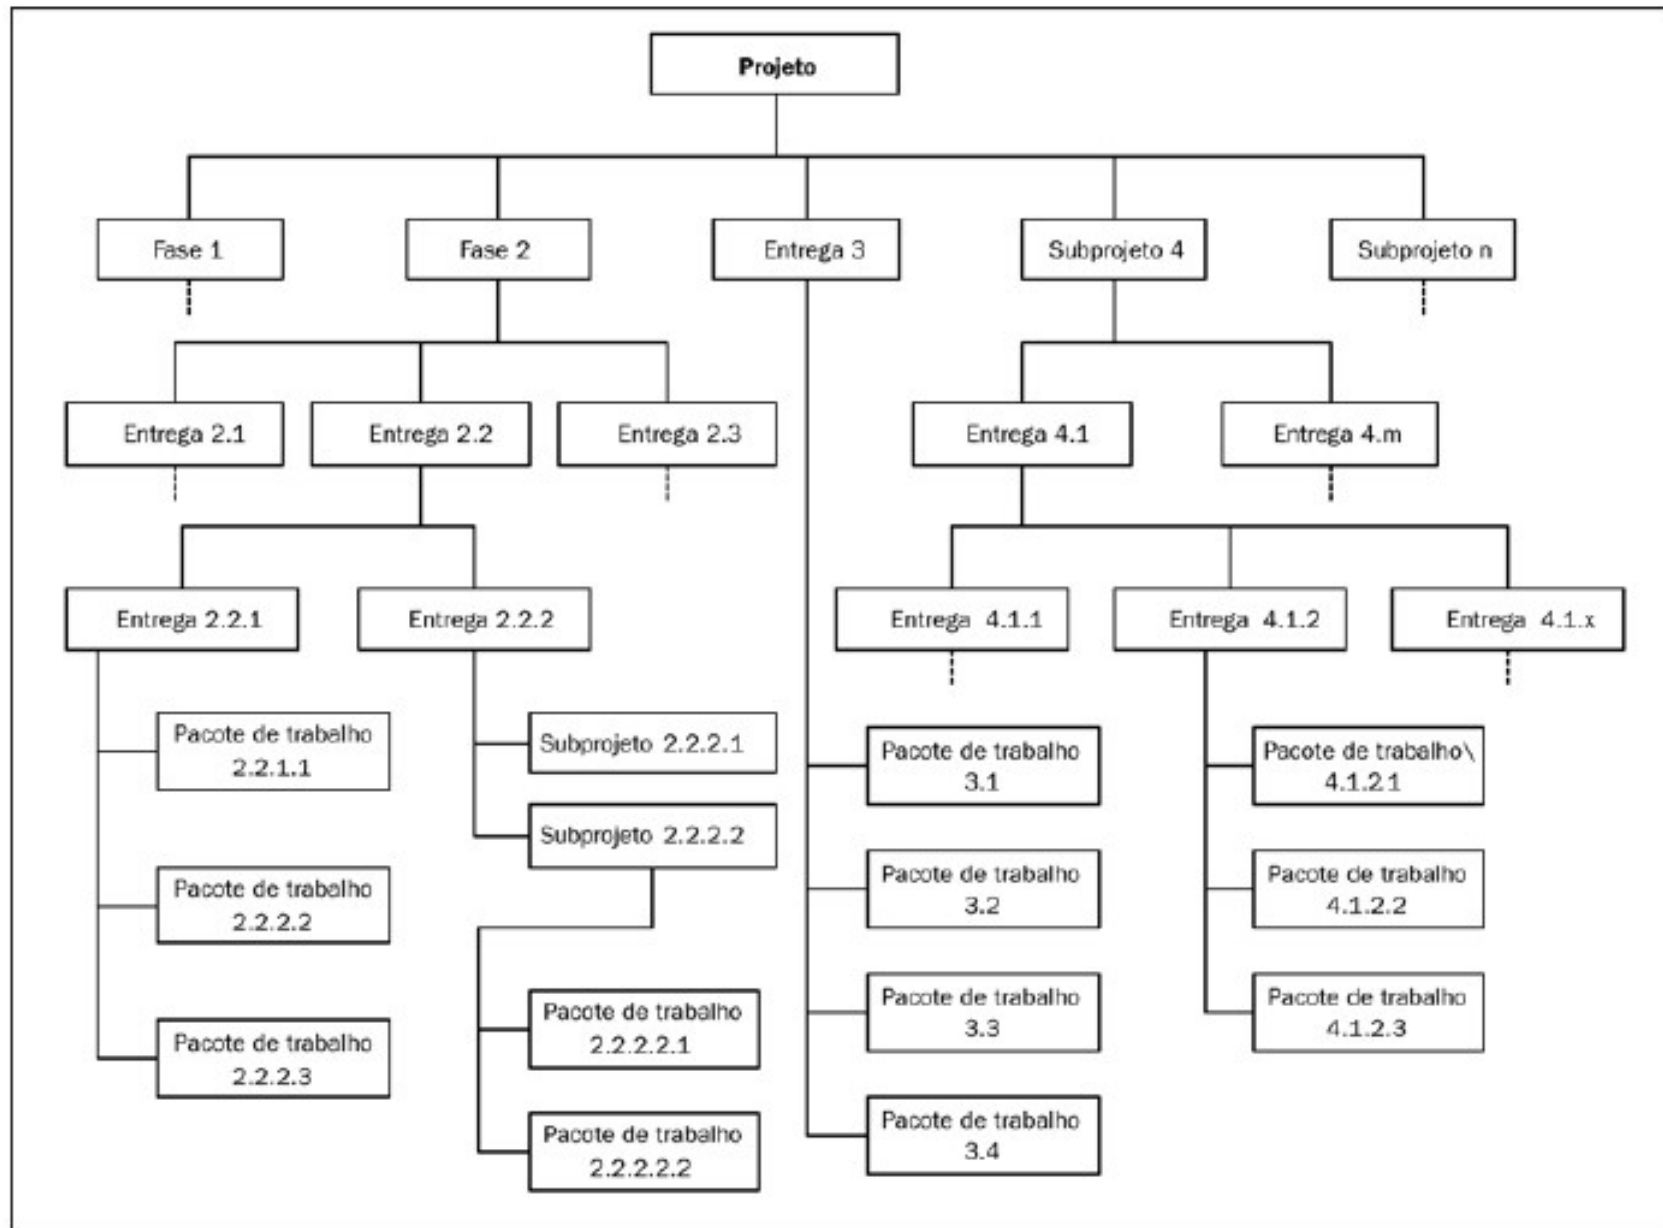 Projeto
Fase 1
Fase 2
Entrega 3
Subprojeto 4
Subprojeto n
Entrega 2.1
Entrega 2.2
Entrega 2.3
Entrega 4.1
Entrega 4.m
Entrega 2.2.1
Entrega 2.2.2
Entrega 4.1.1
Entrega 4.1.2
Entrega 4.1.x
Pacote de trabalho
2.2.1.1
Pacote de trabalho
2.2.2.2
Pacote de trabalho
2.2.2.3
Subprojeto 2.2.2.1
Subprojeto 2.2.2.2
Pacote de trabalho
2.2.2.2.1
Pacote de trabalho
2.2.2.2.2
Pacote de trabalho
3.1
Pacote de trabalho
3.2
Pacote de trabalho
3.3
Pacote de trabalho
3.4
Pacote de trabalho\
4.1.2.1
Pacote de trabalho
4.1.2.2
Pacote de trabalho
4.1.2.3